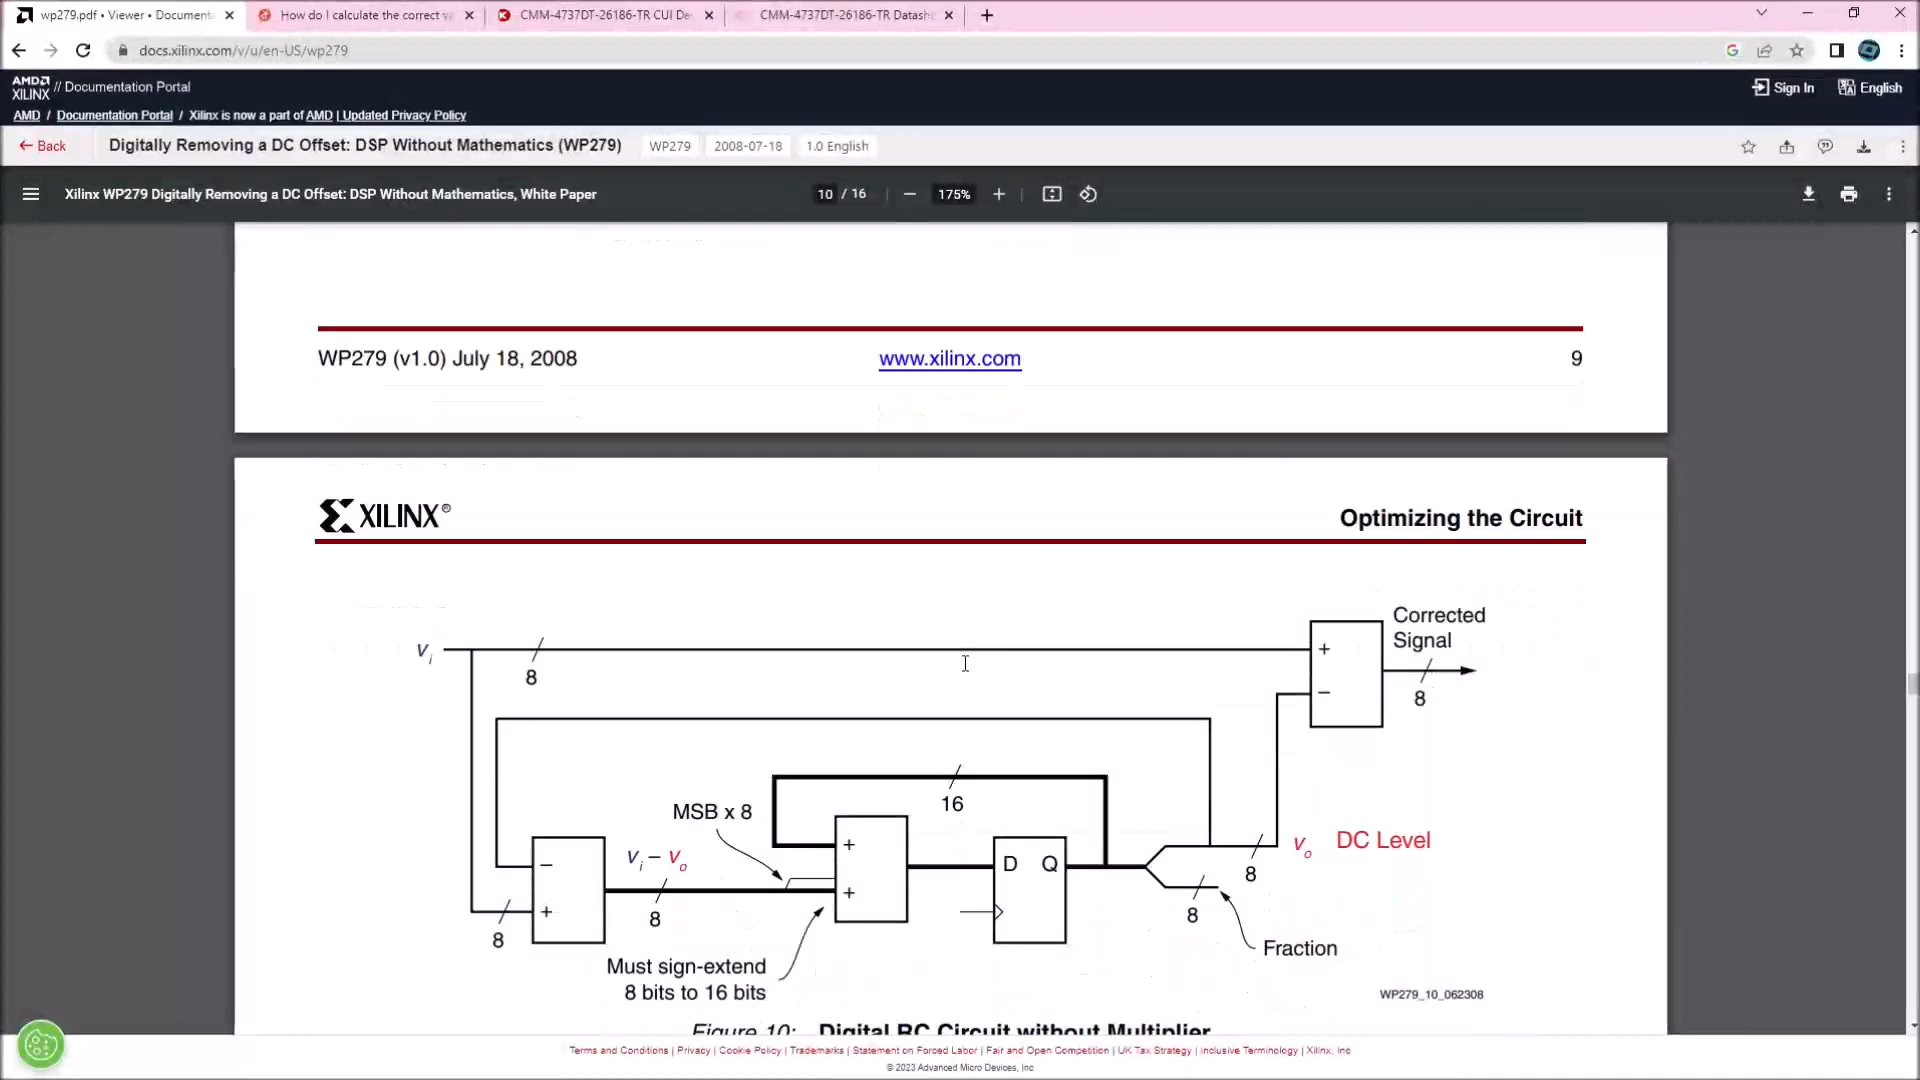 wp279.pdf • Viewer • Document
How do I calculate the correct v
CMM-4737DT-26186-TR CUI De
CMM-4737DT-26186-TR Datash
docs.xilinx.com/v/u/en-US/wp279
AMD
XILINX // Documentation Portal
Sign In
English
AMD / Documentation Portal / Xilinx is now a part of AMD | Updated Privacy Policy
Back
Digitally Removing a DC Offset: DSP Without Mathematics (WP279)
WP279
2008-07-18
1.0 English
Xilinx WP279 Digitally Removing a DC Offset: DSP Without Mathematics, White Paper
10 / 16
175%
WP279 (v1.0) July 18, 2008
www.xilinx.com
9
XILINX®
Optimizing the Circuit
Corrected
Signal
Vi
8
+
−
8
16
MSB x 8
Vi − Vo
−
+
8
8
+
+
D Q
8
8
Vo DC Level
Fraction
Must sign-extend
8 bits to 16 bits
WP279_10_062308
Figure 10: Digital RC Circuit without Multiplier
Terms and Conditions | Privacy | Cookie Policy | Trademarks | Statement on Forced Labor | Fair and Open Competition | UK Tax Strategy | Inclusive Terminology | Xilinx, Inc
© 2023 Advanced Micro Devices, Inc